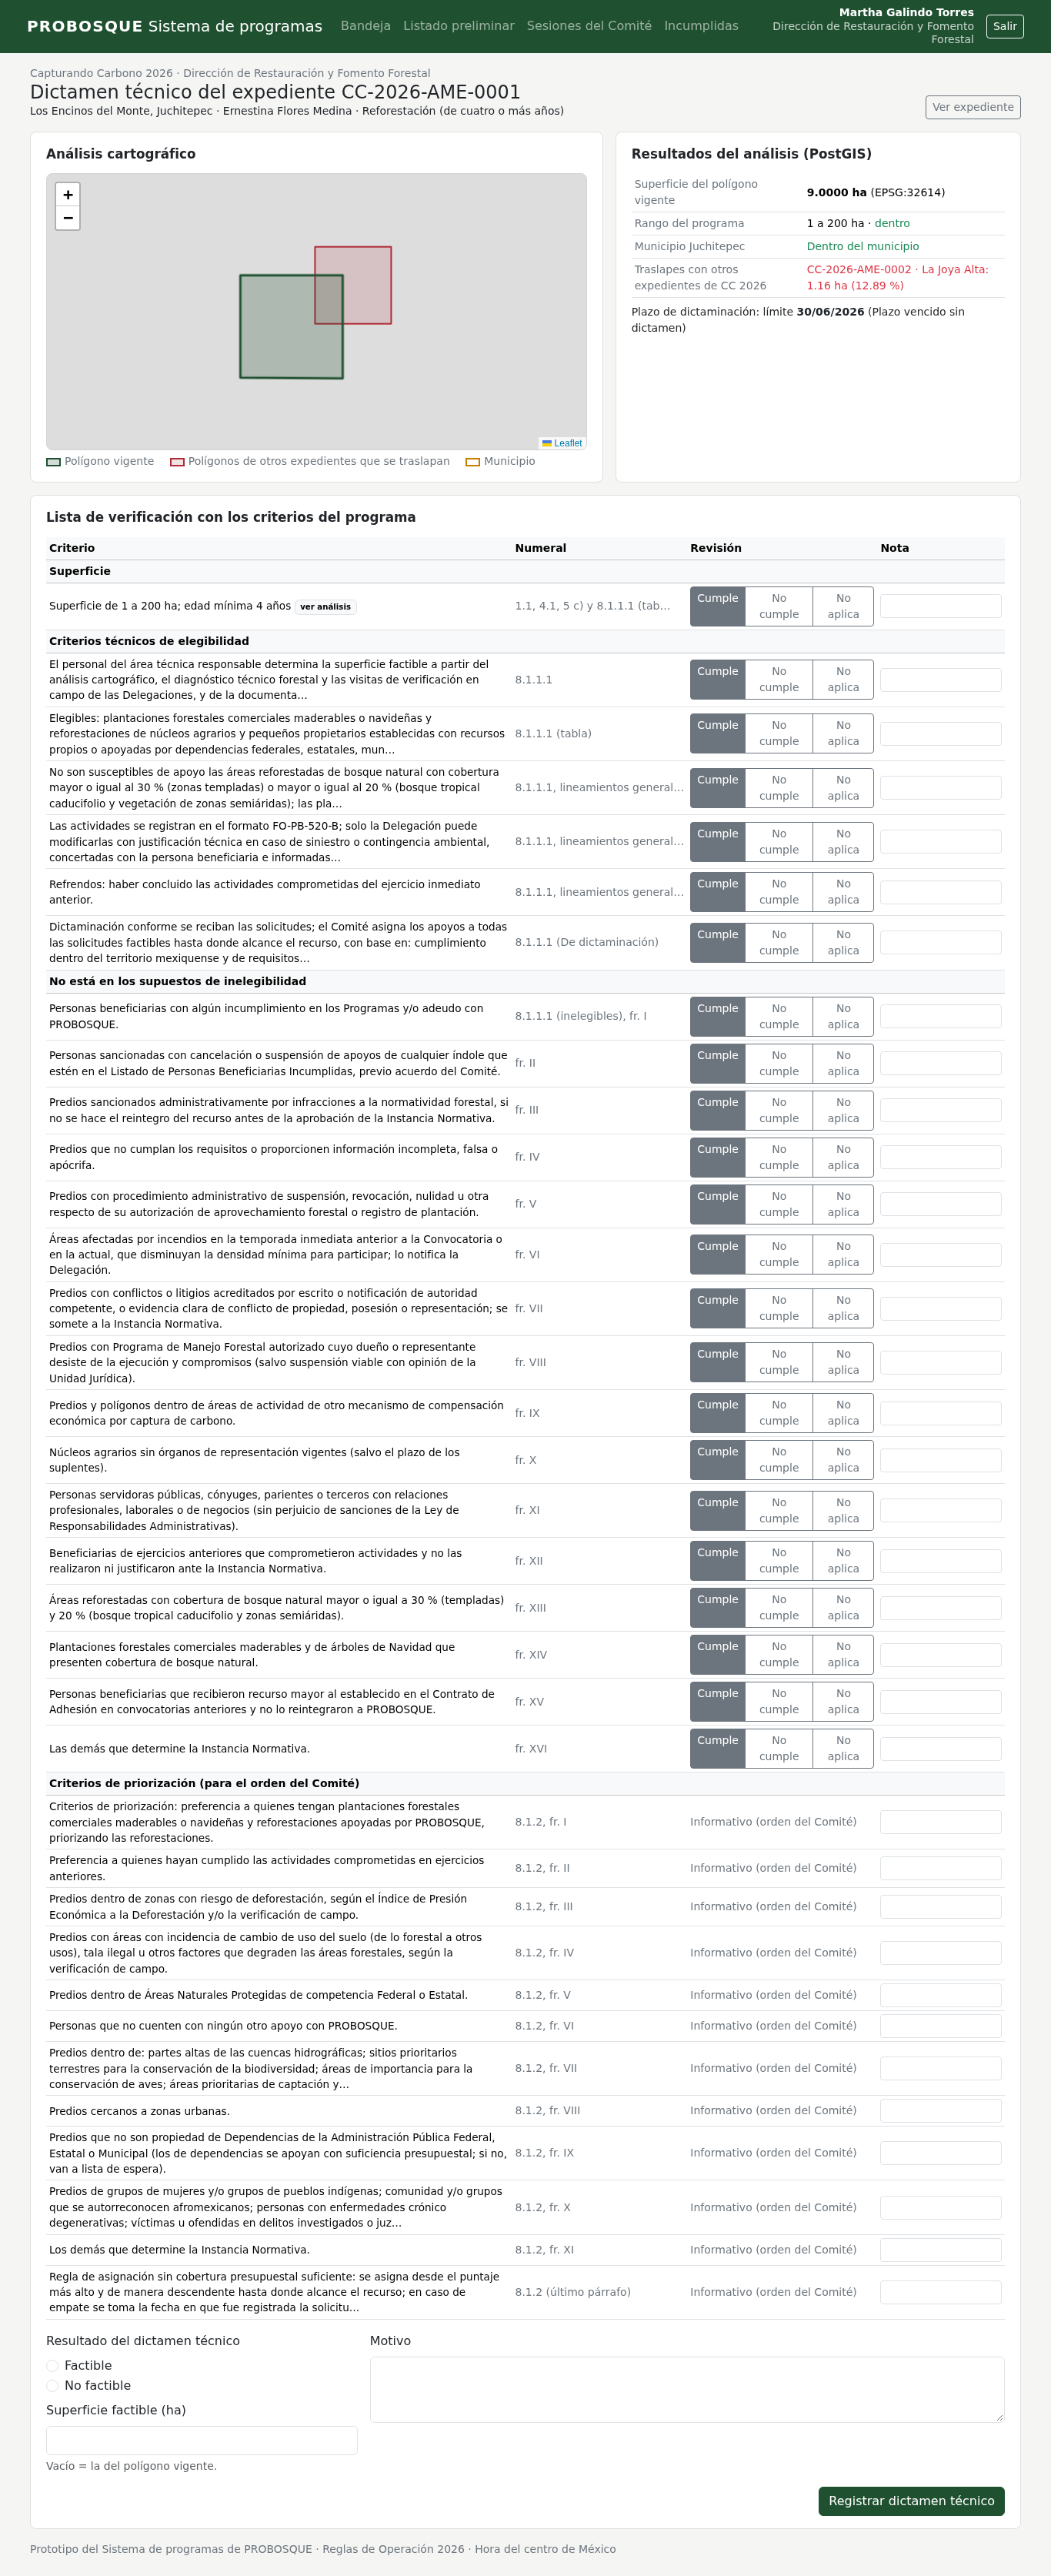 PROBOSQUE Sistema de programas
Bandeja
Listado preliminar
Sesiones del Comité
Incumplidas
Martha Galindo Torres
Dirección de Restauración y Fomento
Forestal
Salir
Capturando Carbono 2026 · Dirección de Restauración y Fomento Forestal
Dictamen técnico del expediente CC-2026-AME-0001
Los Encinos del Monte, Juchitepec · Ernestina Flores Medina · Reforestación (de cuatro o más años)
Ver expediente
Análisis cartográfico
+
−
Leaflet
Polígono vigente
Polígonos de otros expedientes que se traslapan
Municipio
Resultados del análisis (PostGIS)
Superficie del polígono
vigente
9.0000 ha (EPSG:32614)
Rango del programa
1 a 200 ha · dentro
Municipio Juchitepec
Dentro del municipio
Traslapes con otros
expedientes de CC 2026
CC-2026-AME-0002 · La Joya Alta:
1.16 ha (12.89 %)
Plazo de dictaminación: límite 30/06/2026 (Plazo vencido sin
dictamen)
Lista de verificación con los criterios del programa
Criterio Numeral Revisión Nota
Superficie
Superficie de 1 a 200 ha; edad mínima 4 años ver análisis
1.1, 4.1, 5 c) y 8.1.1.1 (tab…
Cumple
No
cumple
No
aplica
Criterios técnicos de elegibilidad
El personal del área técnica responsable determina la superficie factible a partir del
análisis cartográfico, el diagnóstico técnico forestal y las visitas de verificación en
campo de las Delegaciones, y de la documenta…
8.1.1.1
Cumple
No
cumple
No
aplica
Elegibles: plantaciones forestales comerciales maderables o navideñas y
reforestaciones de núcleos agrarios y pequeños propietarios establecidas con recursos
propios o apoyadas por dependencias federales, estatales, mun…
8.1.1.1 (tabla)
Cumple
No
cumple
No
aplica
No son susceptibles de apoyo las áreas reforestadas de bosque natural con cobertura
mayor o igual al 30 % (zonas templadas) o mayor o igual al 20 % (bosque tropical
caducifolio y vegetación de zonas semiáridas); las pla…
8.1.1.1, lineamientos general…
Cumple
No
cumple
No
aplica
Las actividades se registran en el formato FO-PB-520-B; solo la Delegación puede
modificarlas con justificación técnica en caso de siniestro o contingencia ambiental,
concertadas con la persona beneficiaria e informadas…
8.1.1.1, lineamientos general…
Cumple
No
cumple
No
aplica
Refrendos: haber concluido las actividades comprometidas del ejercicio inmediato
anterior.
8.1.1.1, lineamientos general…
Cumple
No
cumple
No
aplica
Dictaminación conforme se reciban las solicitudes; el Comité asigna los apoyos a todas
las solicitudes factibles hasta donde alcance el recurso, con base en: cumplimiento
dentro del territorio mexiquense y de requisitos…
8.1.1.1 (De dictaminación)
Cumple
No
cumple
No
aplica
No está en los supuestos de inelegibilidad
Personas beneficiarias con algún incumplimiento en los Programas y/o adeudo con
PROBOSQUE.
8.1.1.1 (inelegibles), fr. I
Cumple
No
cumple
No
aplica
Personas sancionadas con cancelación o suspensión de apoyos de cualquier índole que
estén en el Listado de Personas Beneficiarias Incumplidas, previo acuerdo del Comité.
fr. II
Cumple
No
cumple
No
aplica
Predios sancionados administrativamente por infracciones a la normatividad forestal, si
no se hace el reintegro del recurso antes de la aprobación de la Instancia Normativa.
fr. III
Cumple
No
cumple
No
aplica
Predios que no cumplan los requisitos o proporcionen información incompleta, falsa o
apócrifa.
fr. IV
Cumple
No
cumple
No
aplica
Predios con procedimiento administrativo de suspensión, revocación, nulidad u otra
respecto de su autorización de aprovechamiento forestal o registro de plantación.
fr. V
Cumple
No
cumple
No
aplica
Áreas afectadas por incendios en la temporada inmediata anterior a la Convocatoria o
en la actual, que disminuyan la densidad mínima para participar; lo notifica la
Delegación.
fr. VI
Cumple
No
cumple
No
aplica
Predios con conflictos o litigios acreditados por escrito o notificación de autoridad
competente, o evidencia clara de conflicto de propiedad, posesión o representación; se
somete a la Instancia Normativa.
fr. VII
Cumple
No
cumple
No
aplica
Predios con Programa de Manejo Forestal autorizado cuyo dueño o representante
desiste de la ejecución y compromisos (salvo suspensión viable con opinión de la
Unidad Jurídica).
fr. VIII
Cumple
No
cumple
No
aplica
Predios y polígonos dentro de áreas de actividad de otro mecanismo de compensación
económica por captura de carbono.
fr. IX
Cumple
No
cumple
No
aplica
Núcleos agrarios sin órganos de representación vigentes (salvo el plazo de los
suplentes).
fr. X
Cumple
No
cumple
No
aplica
Personas servidoras públicas, cónyuges, parientes o terceros con relaciones
profesionales, laborales o de negocios (sin perjuicio de sanciones de la Ley de
Responsabilidades Administrativas).
fr. XI
Cumple
No
cumple
No
aplica
Beneficiarias de ejercicios anteriores que comprometieron actividades y no las
realizaron ni justificaron ante la Instancia Normativa.
fr. XII
Cumple
No
cumple
No
aplica
Áreas reforestadas con cobertura de bosque natural mayor o igual a 30 % (templadas)
y 20 % (bosque tropical caducifolio y zonas semiáridas).
fr. XIII
Cumple
No
cumple
No
aplica
Plantaciones forestales comerciales maderables y de árboles de Navidad que
presenten cobertura de bosque natural.
fr. XIV
Cumple
No
cumple
No
aplica
Personas beneficiarias que recibieron recurso mayor al establecido en el Contrato de
Adhesión en convocatorias anteriores y no lo reintegraron a PROBOSQUE.
fr. XV
Cumple
No
cumple
No
aplica
Las demás que determine la Instancia Normativa.
fr. XVI
Cumple
No
cumple
No
aplica
Criterios de priorización (para el orden del Comité)
Criterios de priorización: preferencia a quienes tengan plantaciones forestales
comerciales maderables o navideñas y reforestaciones apoyadas por PROBOSQUE,
priorizando las reforestaciones.
8.1.2, fr. I
Informativo (orden del Comité)
Preferencia a quienes hayan cumplido las actividades comprometidas en ejercicios
anteriores.
8.1.2, fr. II
Informativo (orden del Comité)
Predios dentro de zonas con riesgo de deforestación, según el Índice de Presión
Económica a la Deforestación y/o la verificación de campo.
8.1.2, fr. III
Informativo (orden del Comité)
Predios con áreas con incidencia de cambio de uso del suelo (de lo forestal a otros
usos), tala ilegal u otros factores que degraden las áreas forestales, según la
verificación de campo.
8.1.2, fr. IV
Informativo (orden del Comité)
Predios dentro de Áreas Naturales Protegidas de competencia Federal o Estatal.
8.1.2, fr. V
Informativo (orden del Comité)
Personas que no cuenten con ningún otro apoyo con PROBOSQUE.
8.1.2, fr. VI
Informativo (orden del Comité)
Predios dentro de: partes altas de las cuencas hidrográficas; sitios prioritarios
terrestres para la conservación de la biodiversidad; áreas de importancia para la
conservación de aves; áreas prioritarias de captación y…
8.1.2, fr. VII
Informativo (orden del Comité)
Predios cercanos a zonas urbanas.
8.1.2, fr. VIII
Informativo (orden del Comité)
Predios que no son propiedad de Dependencias de la Administración Pública Federal,
Estatal o Municipal (los de dependencias se apoyan con suficiencia presupuestal; si no,
van a lista de espera).
8.1.2, fr. IX
Informativo (orden del Comité)
Predios de grupos de mujeres y/o grupos de pueblos indígenas; comunidad y/o grupos
que se autorreconocen afromexicanos; personas con enfermedades crónico
degenerativas; víctimas u ofendidas en delitos investigados o juz…
8.1.2, fr. X
Informativo (orden del Comité)
Los demás que determine la Instancia Normativa.
8.1.2, fr. XI
Informativo (orden del Comité)
Regla de asignación sin cobertura presupuestal suficiente: se asigna desde el puntaje
más alto y de manera descendente hasta donde alcance el recurso; en caso de
empate se toma la fecha en que fue registrada la solicitu…
8.1.2 (último párrafo)
Informativo (orden del Comité)
Resultado del dictamen técnico
Factible
No factible
Superficie factible (ha)
Vacío = la del polígono vigente.
Motivo
Registrar dictamen técnico
Prototipo del Sistema de programas de PROBOSQUE · Reglas de Operación 2026 · Hora del centro de México